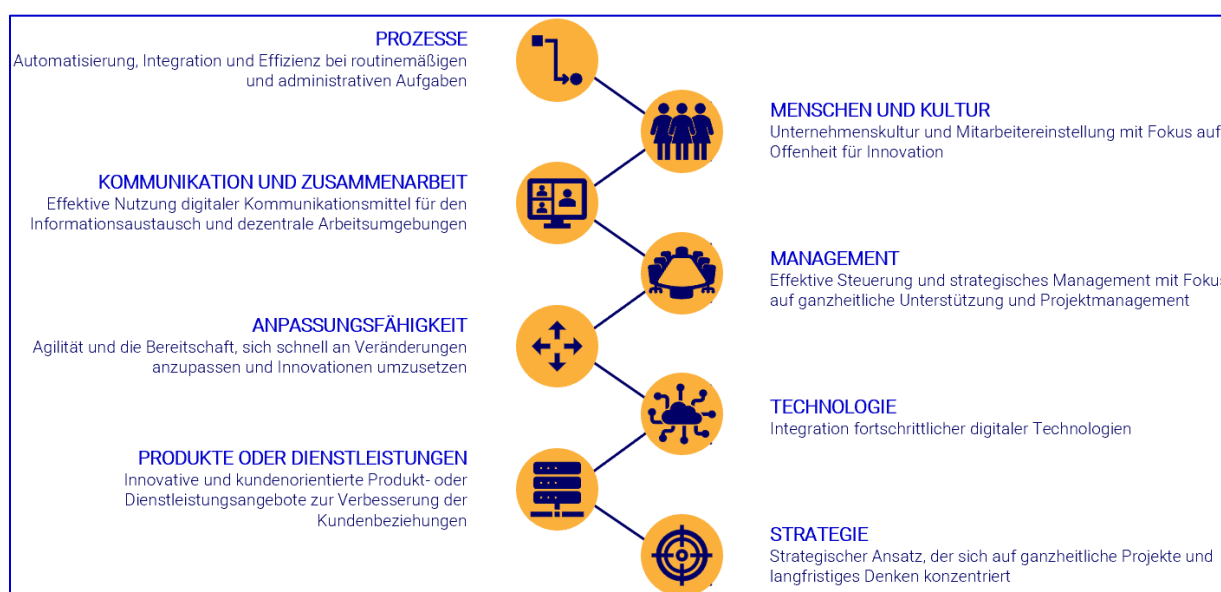 PROZESSE
Automatisierung, Integration und Effizienz bei routinemäßigen
und administrativen Aufgaben
MENSCHEN UND KULTUR
Unternehmenskultur und Mitarbeitereinstellung mit Fokus auf
Offenheit für Innovation
KOMMUNIKATION UND ZUSAMMENARBEIT
Effektive Nutzung digitaler Kommunikationsmittel für den
Informationsaustausch und dezentrale Arbeitsumgebungen
MANAGEMENT
Effektive Steuerung und strategisches Management mit Fokus
auf ganzheitliche Unterstützung und Projektmanagement
ANPASSUNGSFÄHIGKEIT
Agilität und die Bereitschaft, sich schnell an Veränderungen
anzupassen und Innovationen umzusetzen
TECHNOLOGIE
Integration fortschrittlicher digitaler Technologien
PRODUKTE ODER DIENSTLEISTUNGEN
Innovative und kundenorientierte Produkt- oder
Dienstleistungsangebote zur Verbesserung der
Kundenbeziehungen
STRATEGIE
Strategischer Ansatz, der sich auf ganzheitliche Projekte und
langfristiges Denken konzentriert